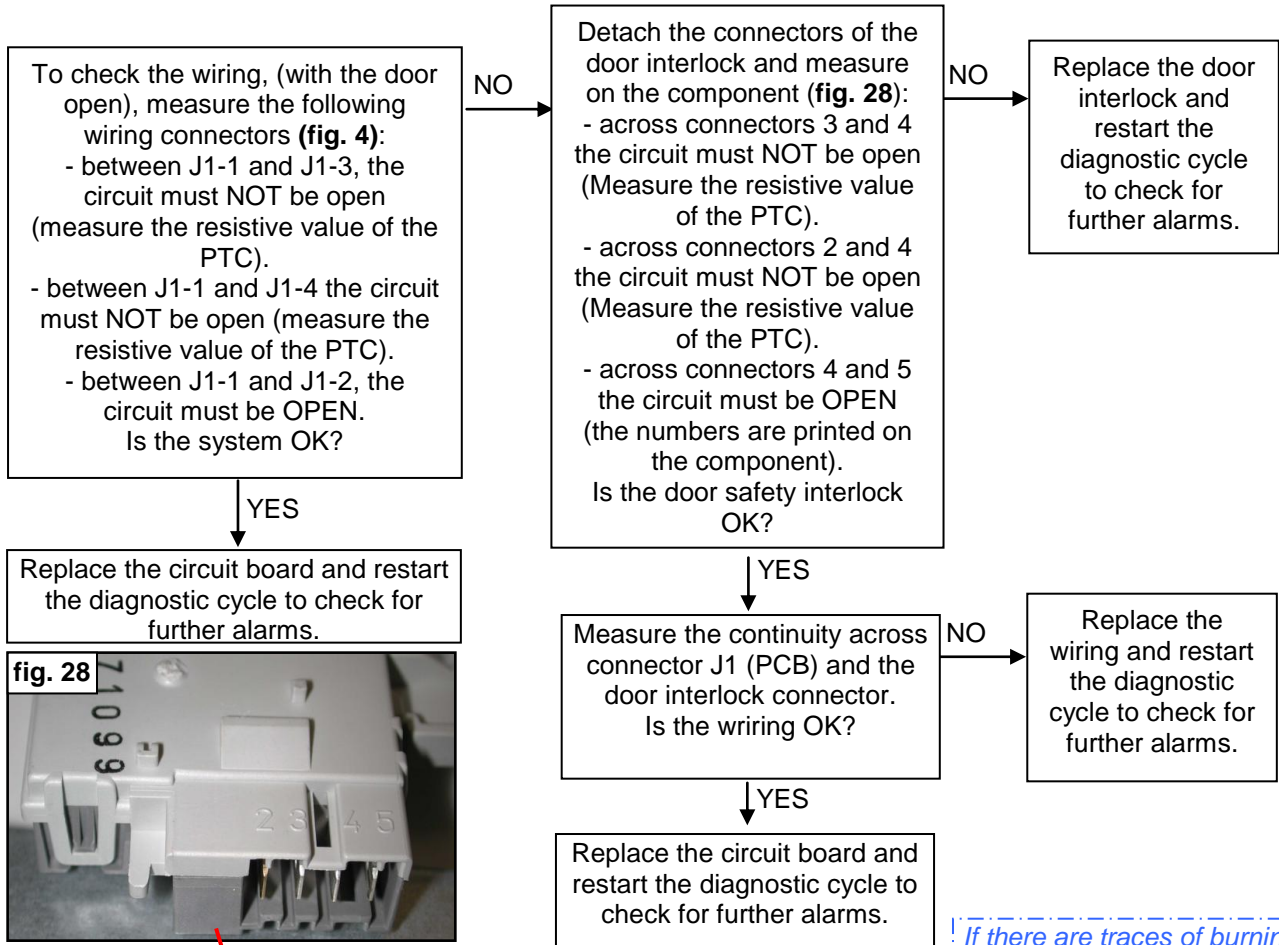 To check the wiring, (with the door
open), measure the following
wiring connectors (fig. 4):
- between J1-1 and J1-3, the
circuit must NOT be open
(measure the resistive value of the
PTC).
- between J1-1 and J1-4 the circuit
must NOT be open (measure the
resistive value of the PTC).
- between J1-1 and J1-2, the
circuit must be OPEN.
Is the system OK?
NO
Detach the connectors of the
door interlock and measure
on the component (fig. 28):
- across connectors 3 and 4
the circuit must NOT be open
(Measure the resistive value
of the PTC).
- across connectors 2 and 4
the circuit must NOT be open
(Measure the resistive value
of the PTC).
- across connectors 4 and 5
the circuit must be OPEN
(the numbers are printed on
the component).
Is the door safety interlock
OK?
NO
Replace the door
interlock and
restart the
diagnostic cycle
to check for
further alarms.
YES
Replace the circuit board and restart
the diagnostic cycle to check for
further alarms.
YES
Measure the continuity across
connector J1 (PCB) and the
door interlock connector.
Is the wriring OK?
NO
Replace the
wiring and restart
the diagnostic
cycle to check for
further alarms.
YES
Replace the circuit board and
restart the diagnostic cycle to
check for further alarms.
fig. 28
71099
2 3 4 5
If there are traces of burnin